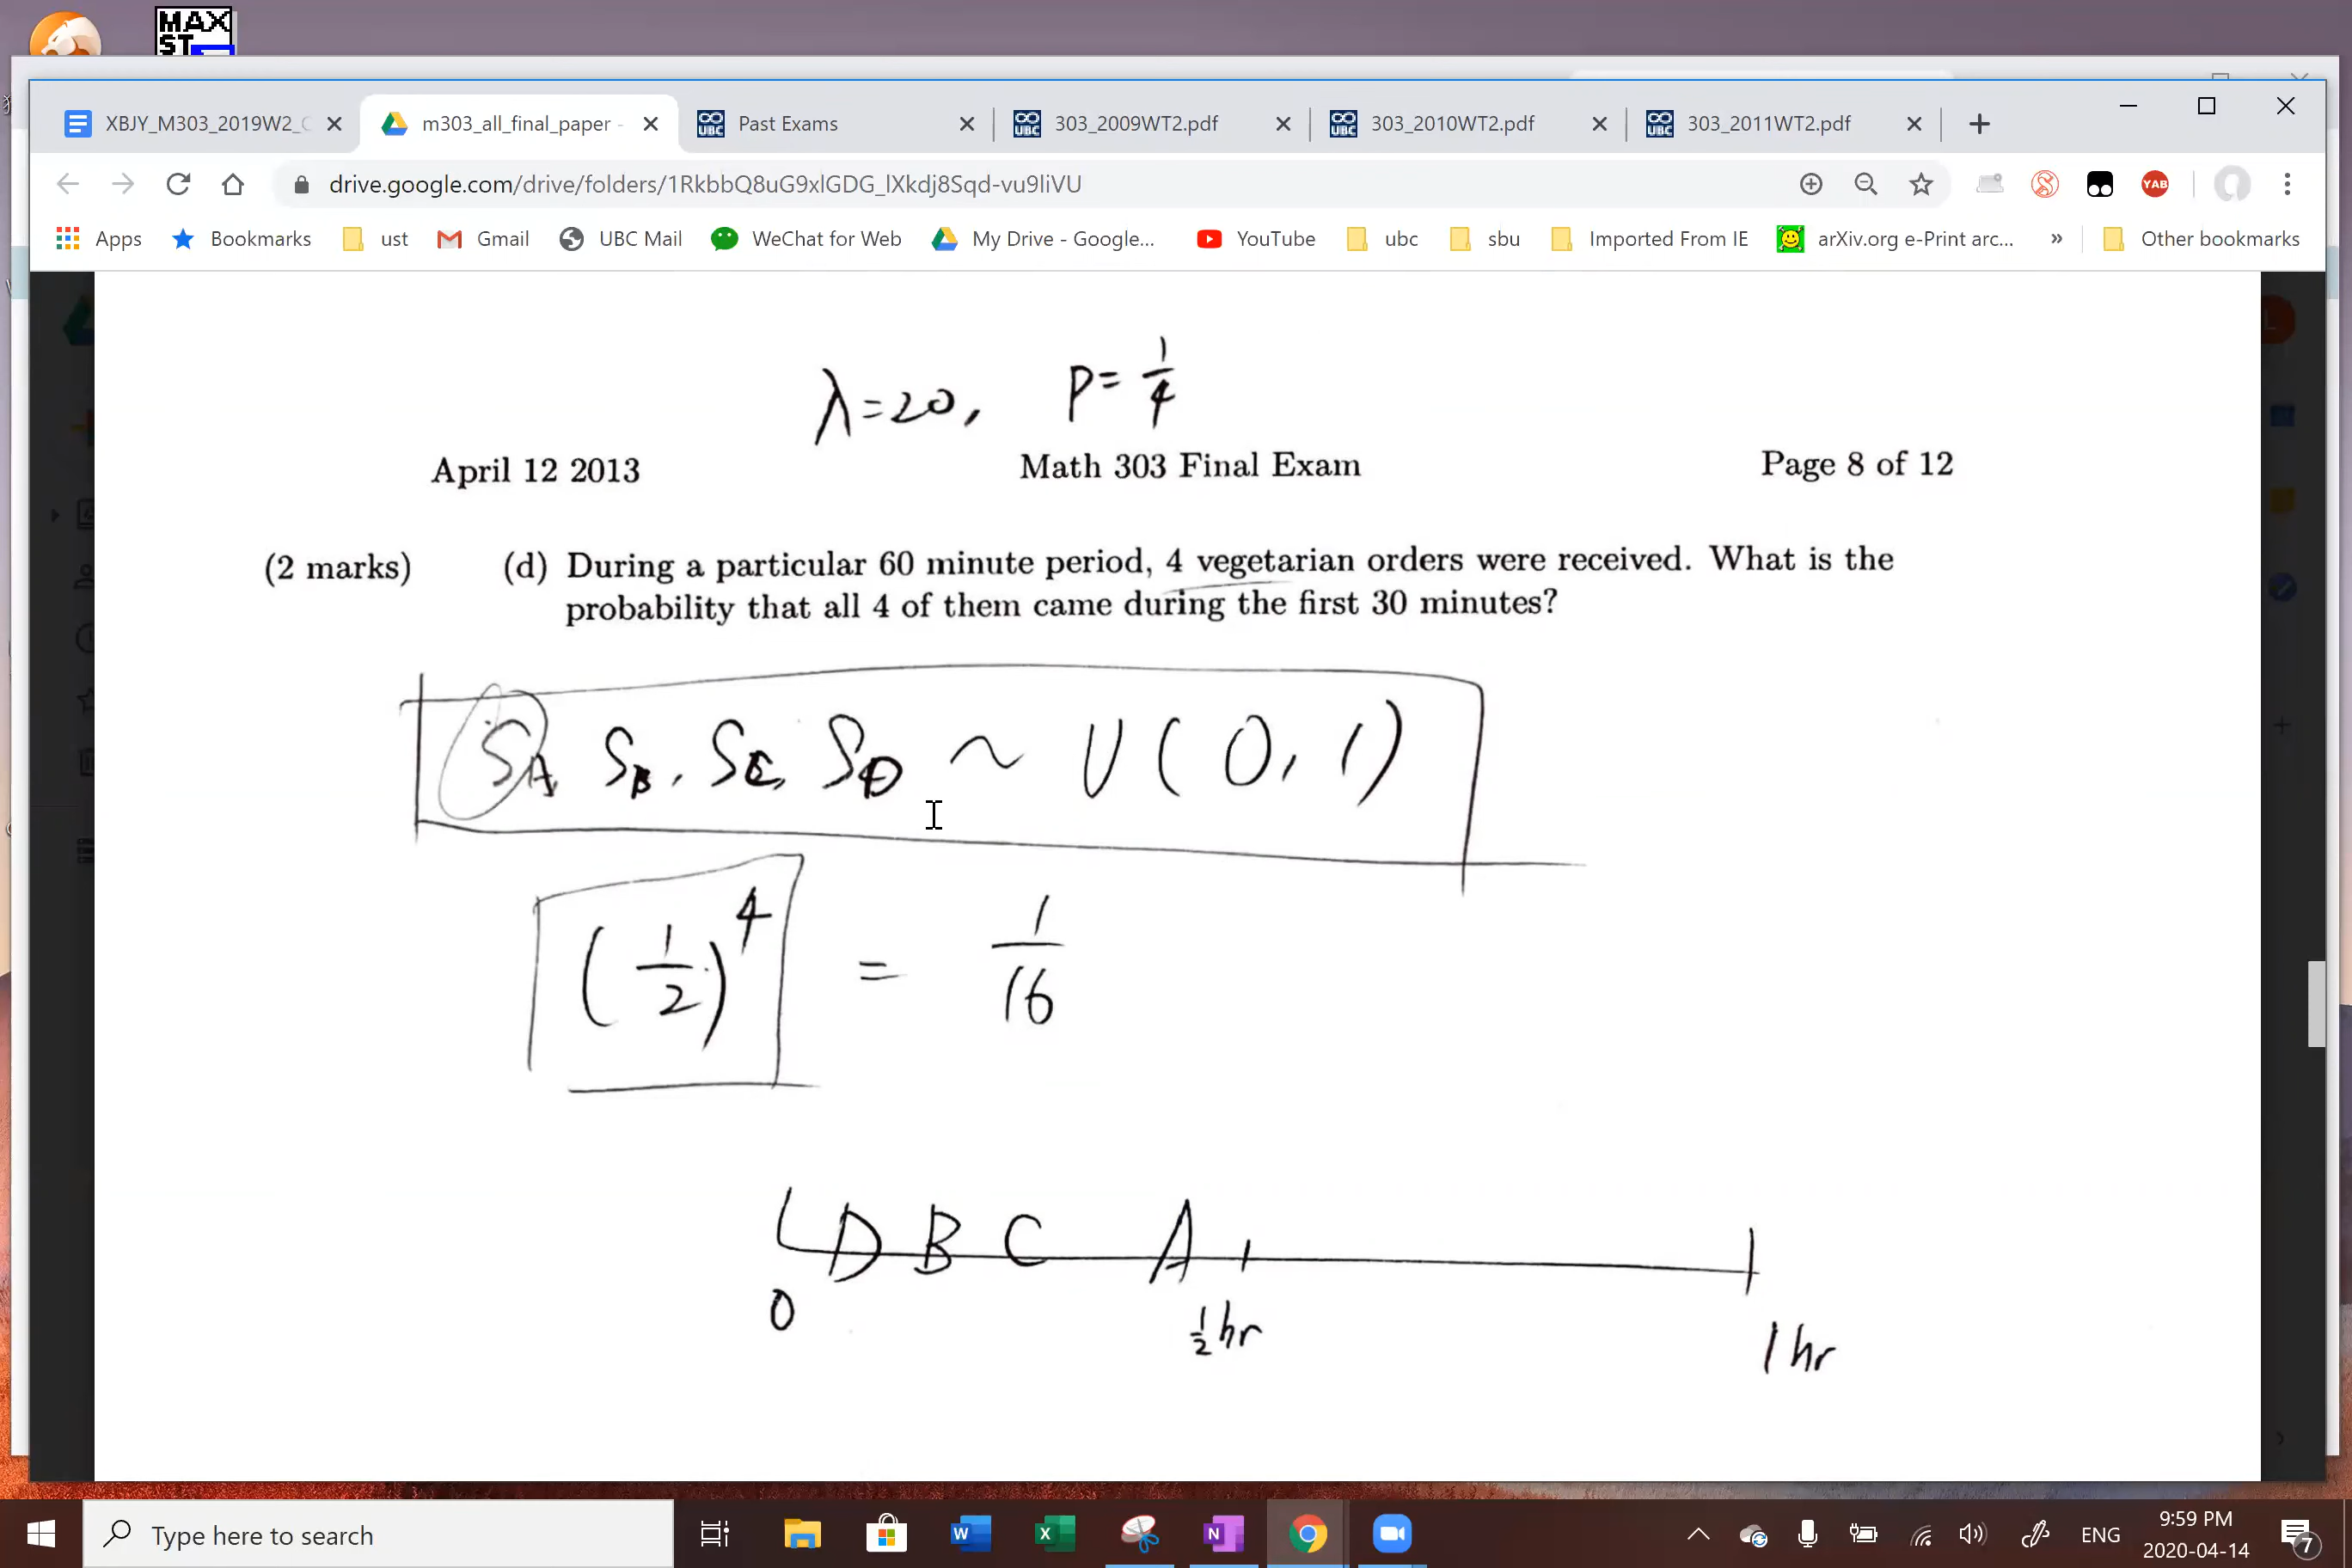 MAX
ST
XBJY_M303_2019W2_C
m303_all_final_paper -
Past Exams
303_2009WT2.pdf
303_2010WT2.pdf
303_2011WT2.pdf
drive.google.com/drive/folders/1RkbbQ8uG9xlGDG_lXkdj8Sqd-vu9liVU
YAB
Apps
Bookmarks
ust
Gmail
UBC Mail
WeChat for Web
My Drive - Google...
YouTube
ubc
sbu
Imported From IE
arXiv.org e-Print arc...
»
Other bookmarks
λ=20, P=1/4
April 12 2013
Math 303 Final Exam
Page 8 of 12
(2 marks)
(d) During a particular 60 minute period, 4 vegetarian orders were received. What is the
probability that all 4 of them came during the first 30 minutes?
S_A, S_B, S_C, S_D ~ U(0,1)
(1/2)^4 = 1/16
D B C A
0
1/2 hr
1 hr
Type here to search
ENG
9:59 PM
2020-04-14
7